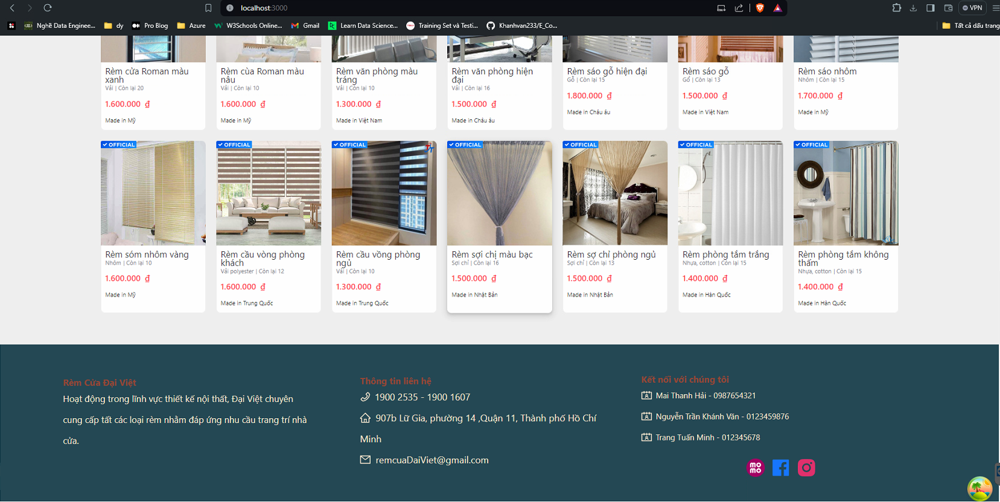 localhost:3000
VPN
Nghề Data Enginee...
dy
Pro Blog
Azure
W3Schools Online...
Gmail
Learn Data Science...
Training Set và Testi...
Khanhvan233/E_Co...
Tất cả dấu trang
Rèm cửa Roman màu
xanh
Vải | Còn lại 20
1.600.000 ₫
Made in Mỹ
Rèm cùa Roman màu
nâu
Vải | Còn lại 10
1.600.000 ₫
Made in Mỹ
Rèm văn phòng màu
tráng
Vải | Còn lại 10
1.300.000 ₫
Made in Việt Nam
Rèm văn phòng hiện
đại
Vải | Còn lại 16
1.500.000 ₫
Made in Châu âu
Rèm sáo gỗ hiện đại
Gỗ | Còn lại 15
1.800.000 ₫
Made in Châu âu
Rèm sáo gỗ
Gổ | Còn lại 13
1.500.000 ₫
Made in Việt Nam
Rèm sáo nhôm
Nhôm | Còn lại 15
1.700.000 ₫
Made in Mỹ
OFFICIAL
Rèm sóm nhôm vàng
Nhôm | Còn lại 10
1.600.000 ₫
Made in Mỹ
OFFICIAL
Rèm cầu vòng phòng
khách
Vải polyester | Còn lại 12
1.600.000 ₫
Made in Trung Quốc
OFFICIAL
Rèm cầu vồng phòng
ngủ
Vải | Còn lại 10
1.300.000 ₫
Made in Trung Quốc
OFFICIAL
Rèm sợi chị màu bạc
Sợi chỉ | Còn lại 16
1.500.000 ₫
Made in Nhật Bản
OFFICIAL
Rèm sợ chỉ phòng ngủ
Sợi chỉ | Còn lại 13
1.500.000 ₫
Made in Nhật Bản
OFFICIAL
Rèm phòng tắm trắng
Nhựa, cotton | Còn lại 15
1.400.000 ₫
Made in Hàn Quốc
OFFICIAL
Rèm phòng tắm không
thấm
Nhựa, cotton | Còn lại 15
1.400.000 ₫
Made in Hàn Quốc
Rèm Cửa Đại Việt
Hoạt động trong lĩnh vực thiết kế nội thất, Đại Việt chuyên
cung cấp tất các loại rèm nhằm đáp ứng nhu cầu trang trí nhà
cửa.
Thông tin liên hệ
1900 2535 - 1900 1607
907b Lữ Gia, phường 14 ,Quận 11, Thành phố Hồ Chí
Minh
remcuaDaiViet@gmail.com
Kết nối với chúng tôi
Mai Thanh Hải - 0987654321
Nguyễn Trần Khánh Văn - 0123459876
Trang Tuấn Minh - 012345678
mo
mo